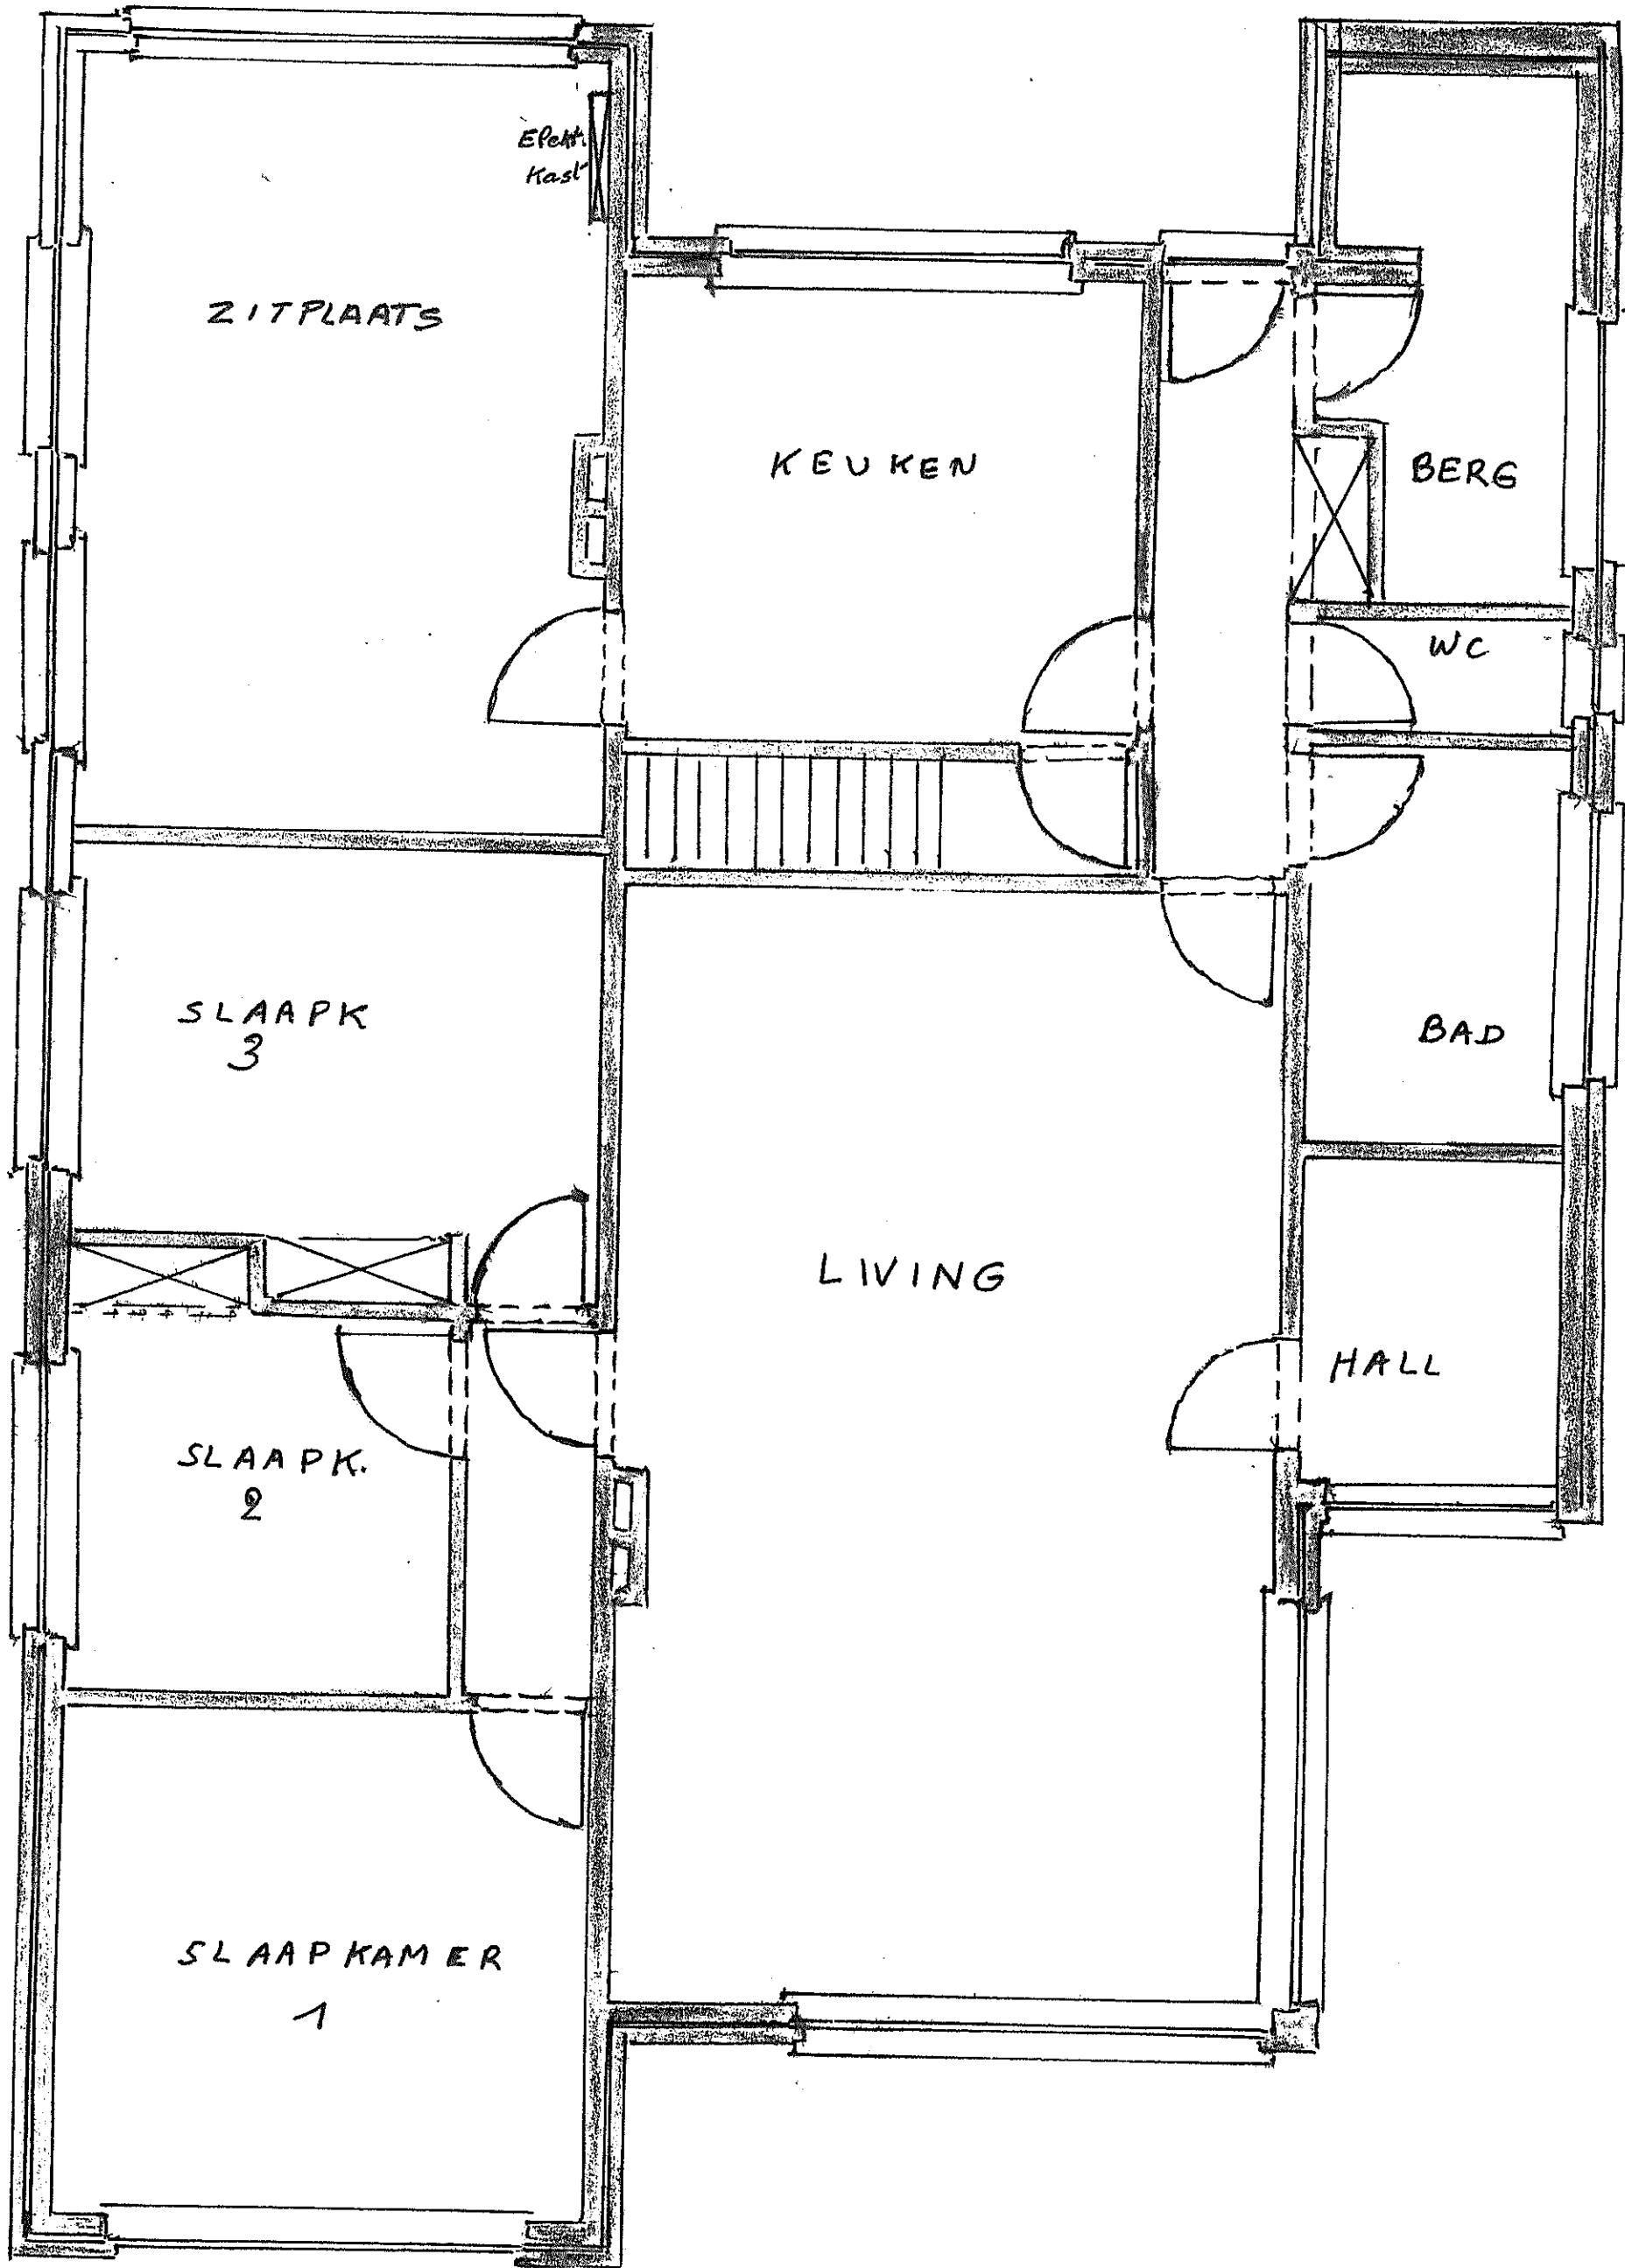 Elekt.
Kast
ZITPLAATS
KEUKEN
BERG
WC
SLAAPK
3
BAD
LIVING
HALL
SLAAPK.
2
SLAAPKAMER
1